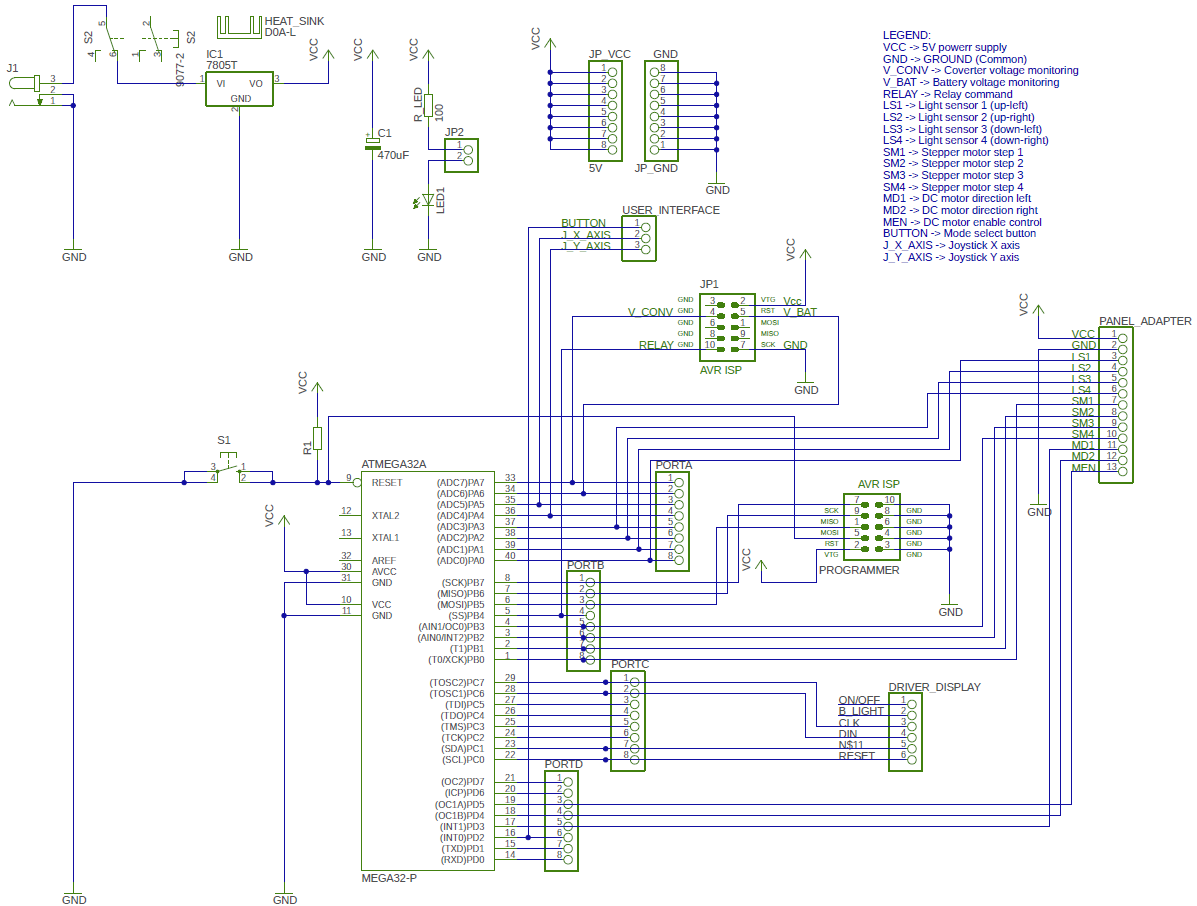 HEAT_SINK
D0A-L
S2
S2
5
4
6
2
1
3
9077-2
IC1
7805T
1
VI
VO
3
GND
2
VCC
J1
3
2
1
GND
GND
VCC
C1
+
470uF
GND
VCC
R_LED
100
JP2
1
2
LED1
GND
VCC
JP_VCC
1
2
3
4
5
6
7
8
5V
GND
8
7
6
5
4
3
2
1
JP_GND
GND
LEGEND:
VCC -> 5V powerr supply
GND -> GROUND (Common)
V_CONV -> Coverter voltage monitoring
V_BAT -> Battery voltage monitoring
RELAY -> Relay command
LS1 -> Light sensor 1 (up-left)
LS2 -> Light sensor 2 (up-right)
LS3 -> Light sensor 3 (down-left)
LS4 -> Light sensor 4 (down-right)
SM1 -> Stepper motor step 1
SM2 -> Stepper motor step 2
SM3 -> Stepper motor step 3
SM4 -> Stepper motor step 4
MD1 -> DC motor direction left
MD2 -> DC motor direction right
MEN -> DC motor enable control
BUTTON -> Mode select button
J_X_AXIS -> Joystick X axis
J_Y_AXIS -> Joystick Y axis
USER_INTERFACE
BUTTON 1
J_X_AXIS 2
J_Y_AXIS 3
VCC
JP1
GND 3 2 VTG Vcc
V_CONV GND 4 5 RST V_BAT
GND 6 1 MOSI
GND 8 9 MISO
RELAY GND 10 7 SCK GND
AVR ISP
GND
VCC
PANEL_ADAPTER
VCC 1
GND 2
LS1 3
LS2 4
LS3 5
LS4 6
SM1 7
SM2 8
SM3 9
SM4 10
MD1 11
MD2 12
MEN 13
GND
VCC
R1
S1
3 1
4 2
VCC
ATMEGA32A
9 RESET
12 XTAL2
13 XTAL1
32 AREF
30 AVCC
31 GND
10 VCC
11 GND
(ADC7)PA7 33
(ADC6)PA6 34
(ADC5)PA5 35
(ADC4)PA4 36
(ADC3)PA3 37
(ADC2)PA2 38
(ADC1)PA1 39
(ADC0)PA0 40
(SCK)PB7 8
(MISO)PB6 7
(MOSI)PB5 6
(SS)PB4 5
(AIN1/OC0)PB3 4
(AIN0/INT2)PB2 3
(T1)PB1 2
(T0/XCK)PB0 1
(TOSC2)PC7 29
(TOSC1)PC6 28
(TDI)PC5 27
(TDO)PC4 26
(TMS)PC3 25
(TCK)PC2 24
(SDA)PC1 23
(SCL)PC0 22
(OC2)PD7 21
(ICP)PD6 20
(OC1A)PD5 19
(OC1B)PD4 18
(INT1)PD3 17
(INT0)PD2 16
(TXD)PD1 15
(RXD)PD0 14
MEGA32-P
PORTA
1
2
3
4
5
6
7
8
PORTB
1
2
3
4
5
6
7
8
PORTC
1
2
3
4
5
6
7
8
PORTD
1
2
3
4
5
6
7
8
AVR ISP
7 10
SCK 9 8 GND
MISO 1 6 GND
MOSI 5 4 GND
RST 2 3 GND
VTG GND
PROGRAMMER
VCC
GND
DRIVER_DISPLAY
ON/OFF 1
B_LIGHT 2
CLK 3
DIN 4
N$11 5
RESET 6
GND
GND